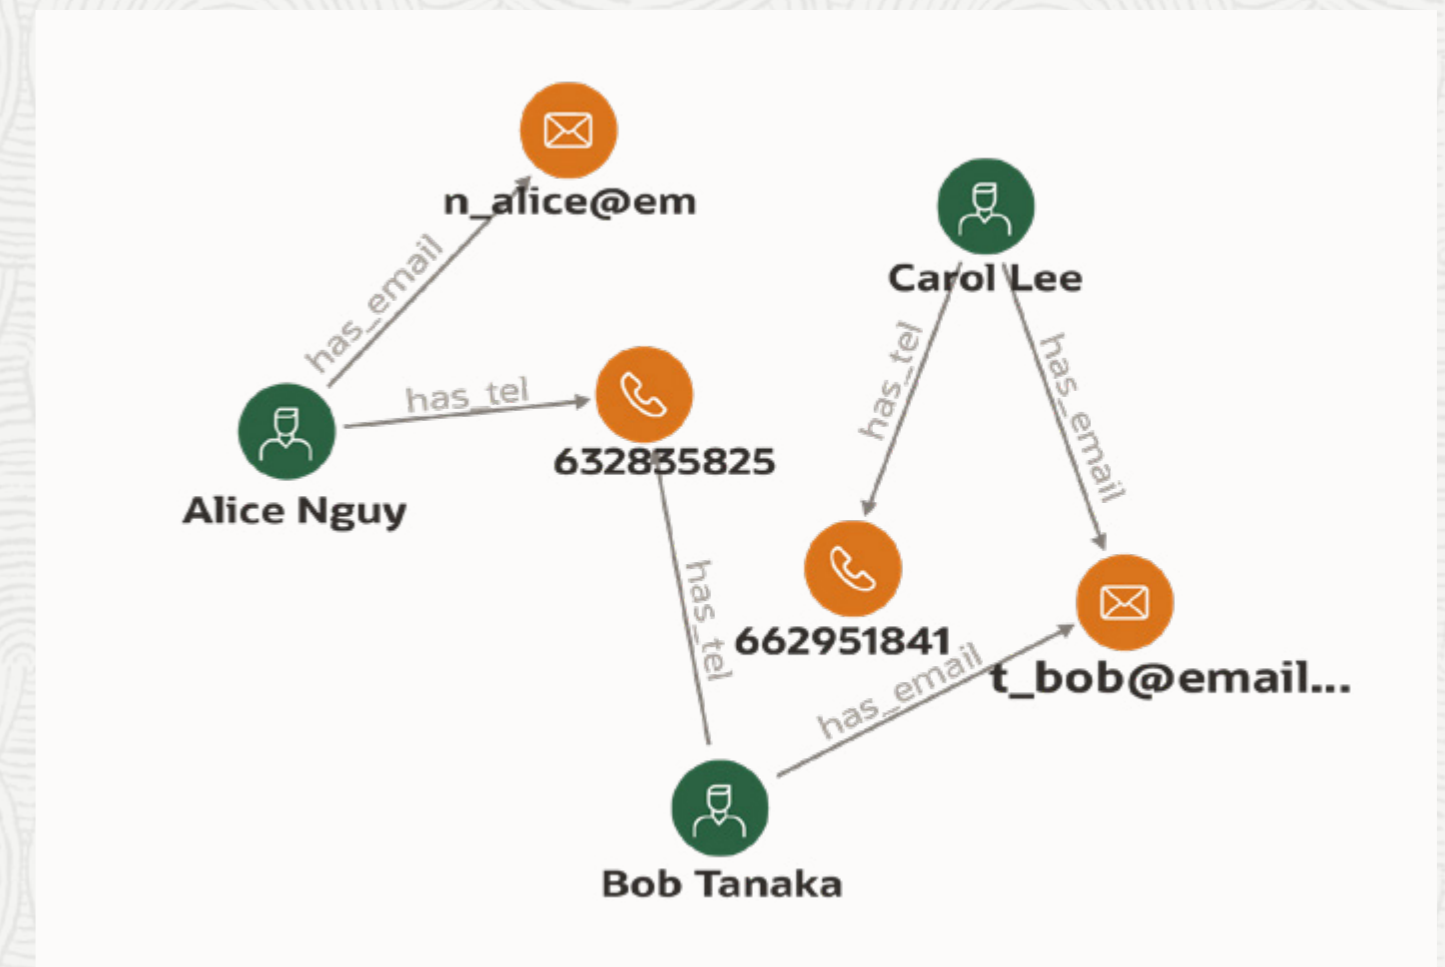 n_alice@em
Carol Lee
has_email
has_tel
has_email
has_tel
632835825
Alice Nguy
has_tel
662951841
has_email
t_bob@email...
Bob Tanaka